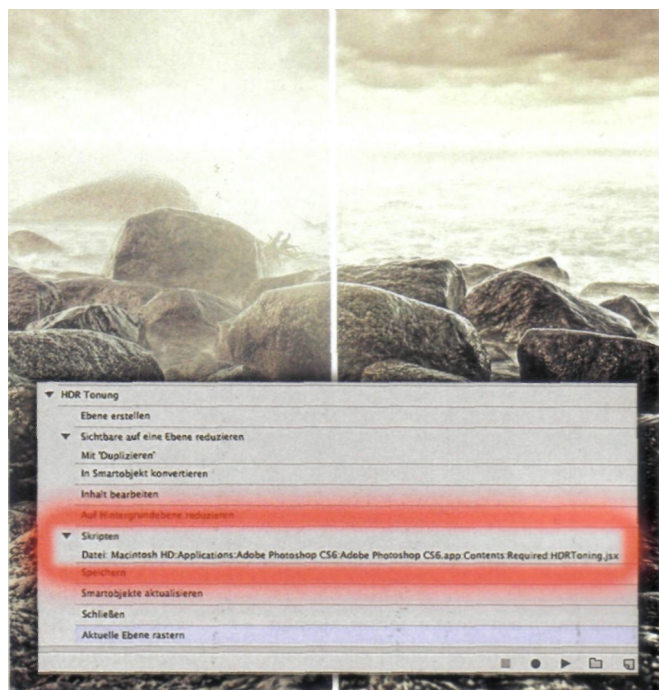 HDR Tonung
Ebene erstellen
Sichtbare auf eine Ebene reduzieren
Mit 'Duplizieren'
In Smartobjekt konvertieren
Inhalt bearbeiten
Auf Hintergrundebene reduzieren
Skripten
Datei: Macintosh HD:Applications:Adobe Photoshop CS6:Adobe Photoshop CS6.app:Contents:Required:HDRToning.jsx
Speichern
Smartobjekte aktualisieren
Schließen
Aktuelle Ebene rastern